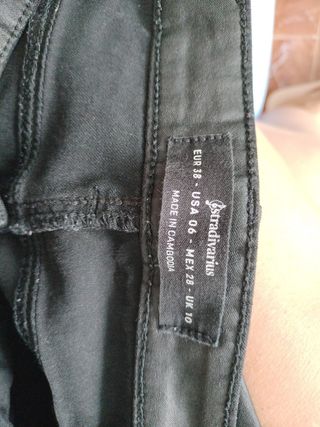 stradivarius
EUR 38 - USA 06 - MEX 28 - UK 10
MADE IN CAMBODIA